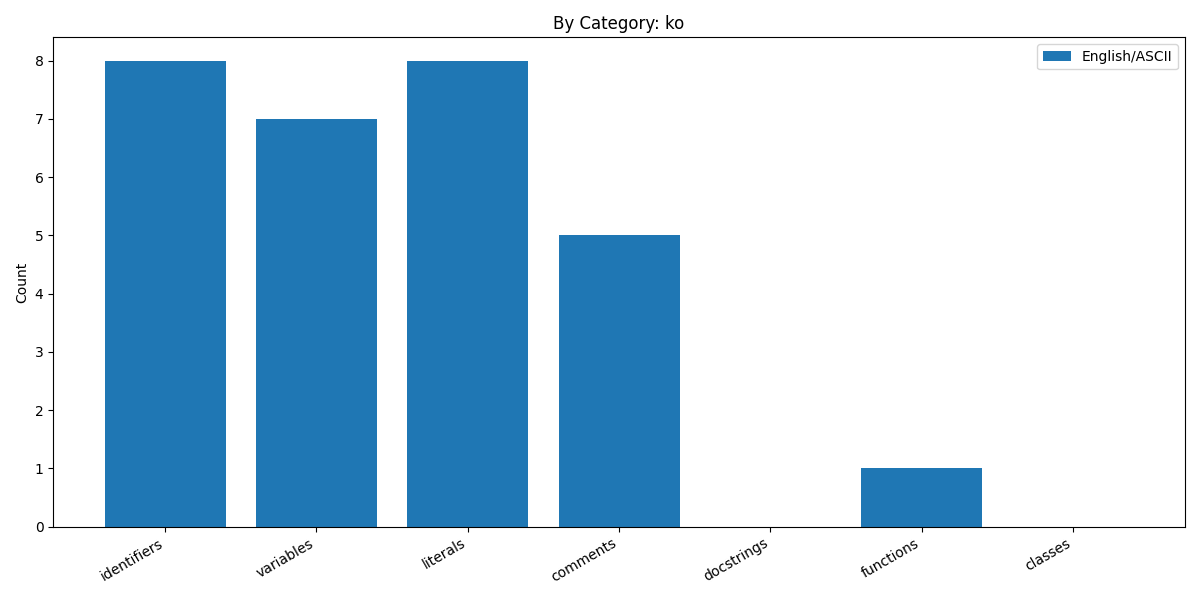 By Category: ko
English/ASCII
Count
8
7
6
5
4
3
2
1
0
identifiers
variables
literals
comments
docstrings
functions
classes